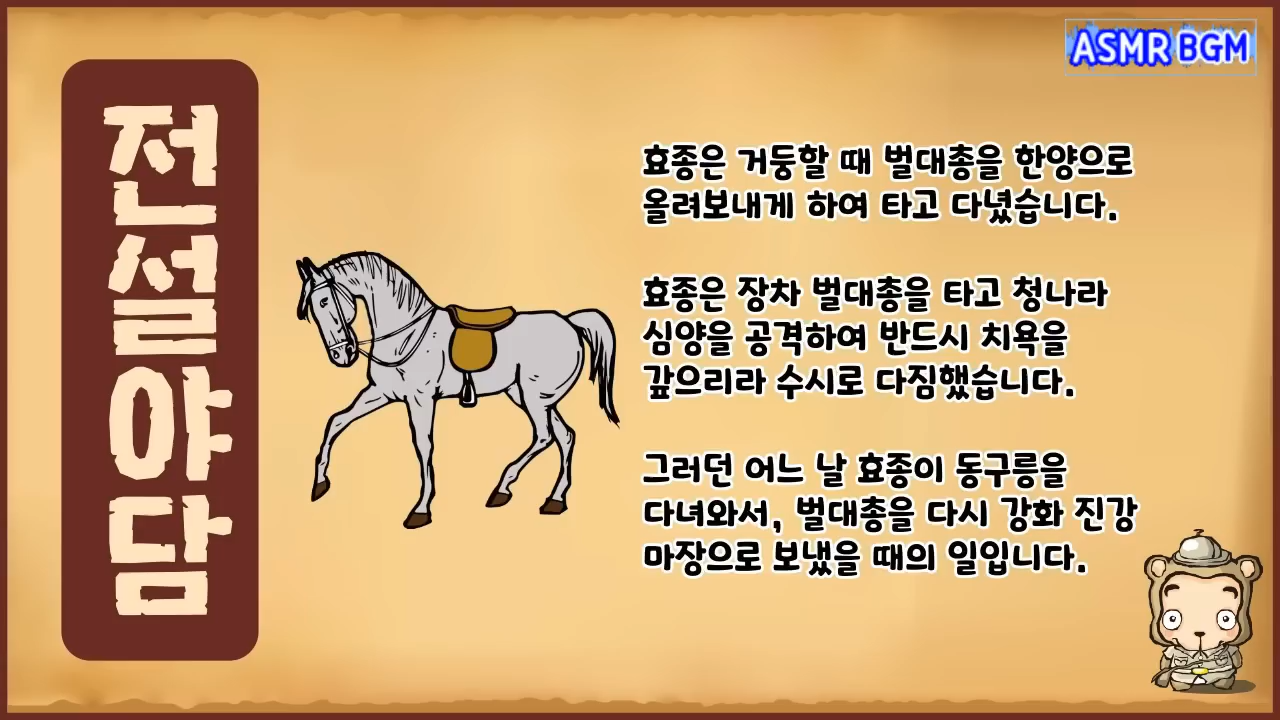 ASMR BGM
전설야담
효종은 거둥할 때 벌대총을 한양으로
올려보내게 하여 타고 다녔습니다.
효종은 장차 벌대총을 타고 청나라
심양을 공격하여 반드시 치욕을
갚으리라 수시로 다짐했습니다.
그러던 어느 날 효종이 동구릉을
다녀와서, 벌대총을 다시 강화 진강
마장으로 보냈을 때의 일입니다.